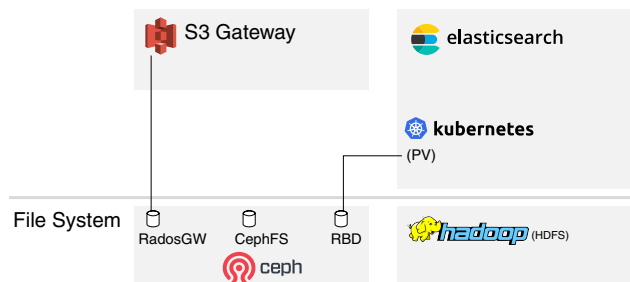 S3 Gateway
elasticsearch
kubernetes
(PV)
File System
RadosGW
CephFS
RBD
ceph
hadoop (HDFS)